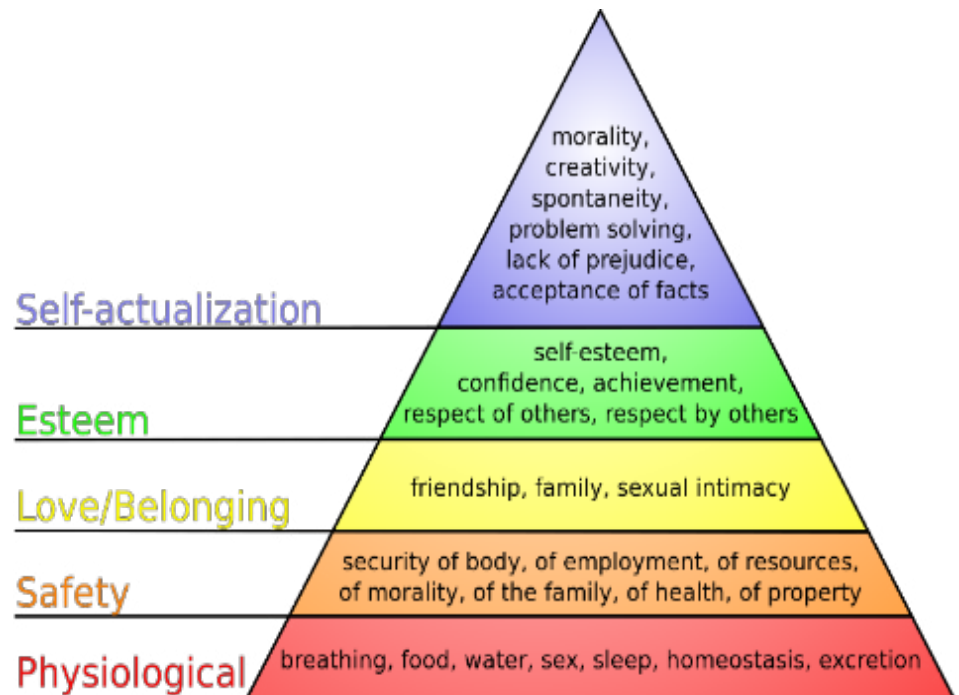 morality,
creativity,
spontaneity,
problem solving,
lack of prejudice,
acceptance of facts
Self-actualization
self-esteem,
confidence, achievement,
respect of others, respect by others
Esteem
friendship, family, sexual intimacy
Love/Belonging
security of body, of employment, of resources,
of morality, of the family, of health, of property
Safety
breathing, food, water, sex, sleep, homeostasis, excretion
Physiological